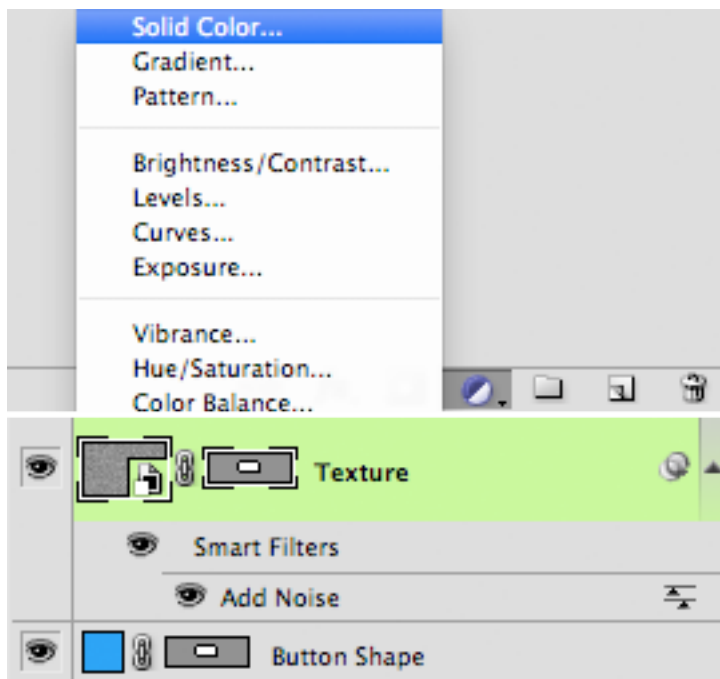 Solid Color...
Gradient...
Pattern...
Brightness/Contrast...
Levels...
Curves...
Exposure...
Vibrance...
Hue/Saturation...
Color Balance...
Texture
Smart Filters
Add Noise
Button Shape